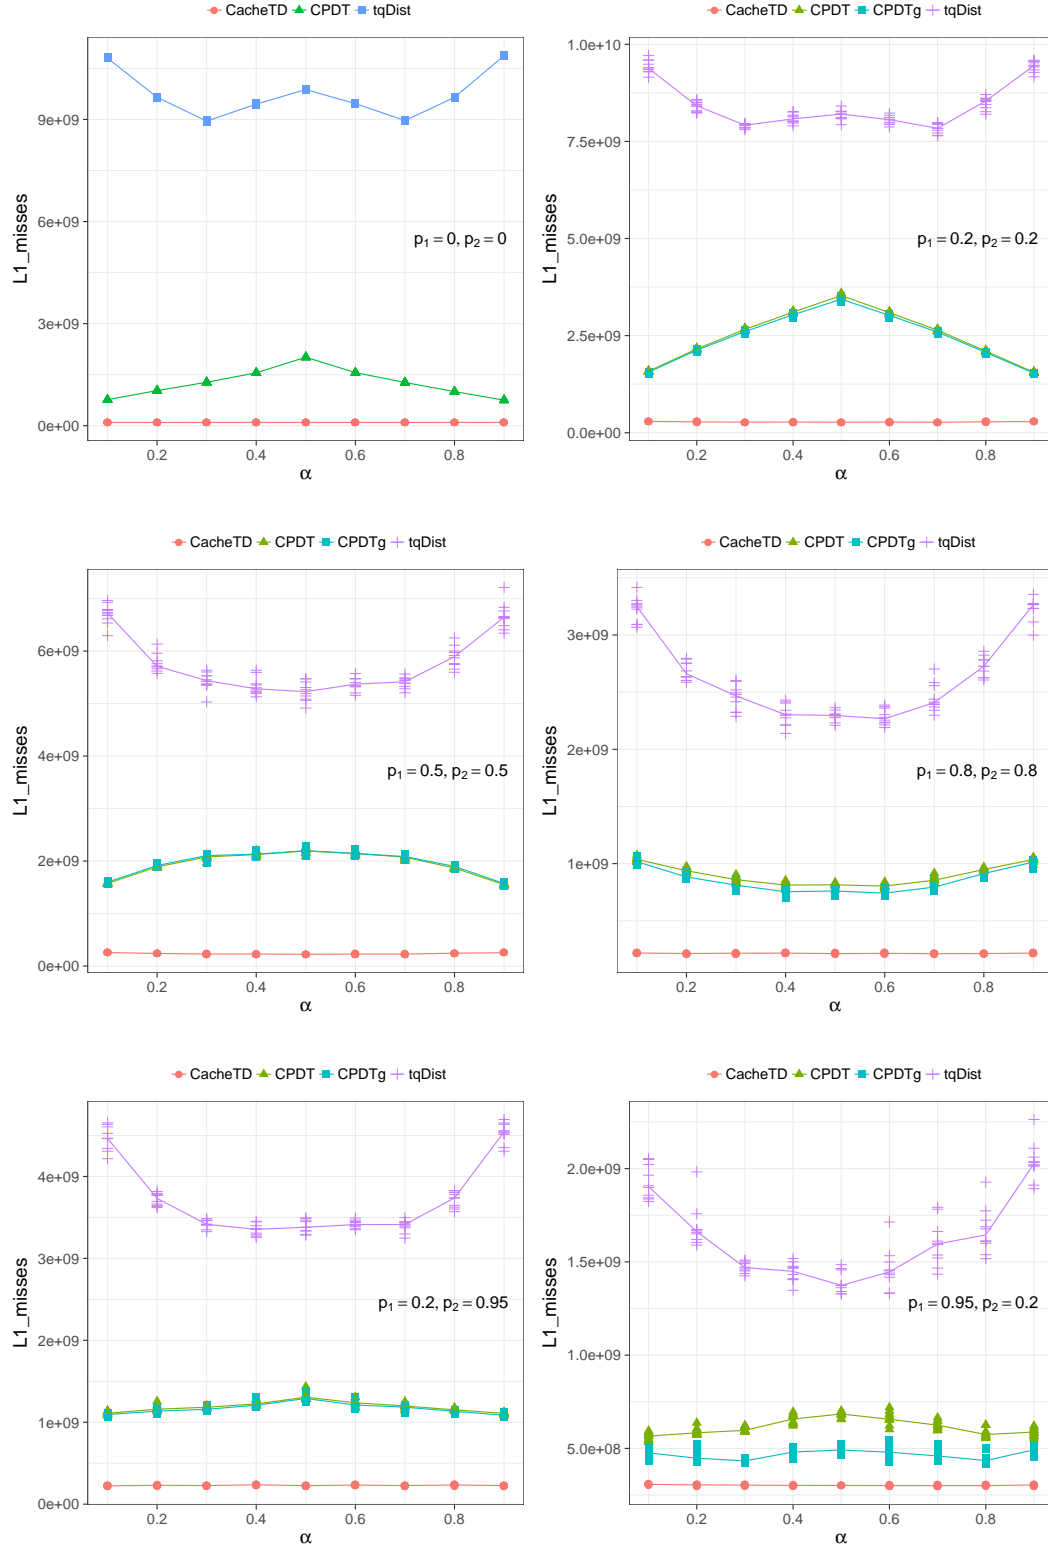 CacheTD CPDT tqDist
L1_misses
9e+09
6e+09
3e+09
0e+00
p1 = 0, p2 = 0
0.2 0.4 0.6 0.8
α
CacheTD CPDT CPDTg tqDist
L1_misses
1.0e+10
7.5e+09
5.0e+09
2.5e+09
0.0e+00
p1 = 0.2, p2 = 0.2
0.2 0.4 0.6 0.8
α
CacheTD CPDT CPDTg tqDist
L1_misses
6e+09
4e+09
2e+09
0e+00
p1 = 0.5, p2 = 0.5
0.2 0.4 0.6 0.8
α
CacheTD CPDT CPDTg tqDist
L1_misses
3e+09
2e+09
1e+09
p1 = 0.8, p2 = 0.8
0.2 0.4 0.6 0.8
α
CacheTD CPDT CPDTg tqDist
L1_misses
4e+09
3e+09
2e+09
1e+09
0e+00
p1 = 0.2, p2 = 0.95
0.2 0.4 0.6 0.8
α
CacheTD CPDT CPDTg tqDist
L1_misses
2.0e+09
1.5e+09
1.0e+09
5.0e+08
p1 = 0.95, p2 = 0.2
0.2 0.4 0.6 0.8
α